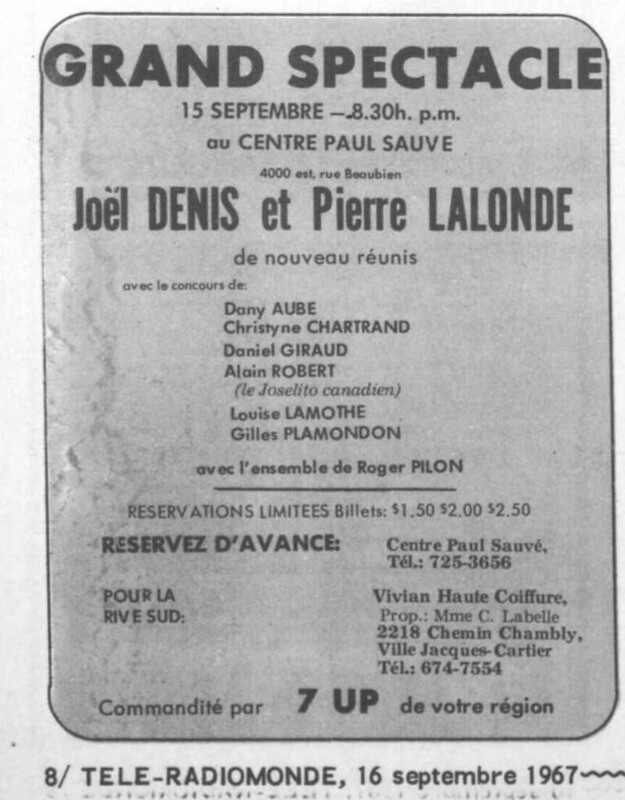 GRAND SPECTACLE
15 SEPTEMBRE — 8.30h. p.m.
au CENTRE PAUL SAUVE
4000 est, rue Beaubien
Joël DENIS et Pierre LALONDE
de nouveau réunis
avec le concours de:
Dany AUBE
Christyne CHARTRAND
Daniel GIRAUD
Alain ROBERT
(le Joselito canadien)
Louise LAMOTHE
Gilles PLAMONDON
avec l'ensemble de Roger PILON
RESERVATIONS LIMITEES Billets: $1.50 $2.00 $2.50
RESERVEZ D'AVANCE: Centre Paul Sauvé,
Tél.: 725-3656
POUR LA Vivian Haute Coiffure,
RIVE SUD: Prop.: Mme C. Labelle
2218 Chemin Chambly,
Ville Jacques-Cartier
Tél.: 674-7554
Commandité par 7 UP de votre région
8/ TELE-RADIOMONDE, 16 septembre 1967